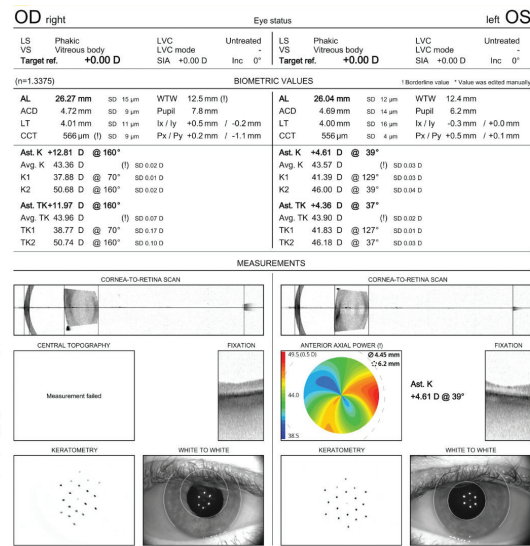 OD right Eye status left OS
LS Phakic LVC Untreated LS Phakic LVC Untreated
VS Vitreous body LVC mode - VS Vitreous body LVC mode -
Target ref. +0.00 D SIA +0.00 D Inc 0° Target ref. +0.00 D SIA +0.00 D Inc 0°
(n=1.3375) BIOMETRIC VALUES ! Borderline value * Value was edited manually
AL 26.27 mm SD 15 µm WTW 12.5 mm (!) AL 26.04 mm SD 12 µm WTW 12.4 mm
ACD 4.72 mm SD 9 µm Pupil 7.8 mm ACD 4.69 mm SD 14 µm Pupil 6.2 mm
LT 4.01 mm SD 11 µm Ix / Iy +0.5 mm / -0.2 mm LT 4.00 mm SD 16 µm Ix / Iy -0.3 mm / +0.0 mm
CCT 566 µm (!) SD 9 µm Px / Py +0.2 mm / -1.1 mm CCT 556 µm SD 4 µm Px / Py +0.5 mm / +0.1 mm
Ast. K +12.81 D @ 160° Ast. K +4.61 D @ 39°
Avg. K 43.36 D (!) SD 0.02 D Avg. K 43.57 D (!) SD 0.03 D
K1 37.88 D @ 70° SD 0.01 D K1 41.39 D @ 129° SD 0.03 D
K2 50.68 D @ 160° SD 0.02 D K2 46.00 D @ 39° SD 0.04 D
Ast. TK +11.97 D @ 160° Ast. TK +4.36 D @ 37°
Avg. TK 43.96 D (!) SD 0.07 D Avg. TK 43.90 D (!) SD 0.02 D
TK1 38.77 D @ 70° SD 0.17 D TK1 41.83 D @ 127° SD 0.01 D
TK2 50.74 D @ 160° SD 0.10 D TK2 46.18 D @ 37° SD 0.03 D
MEASUREMENTS
CORNEA-TO-RETINA SCAN CORNEA-TO-RETINA SCAN
CENTRAL TOPOGRAPHY FIXATION ANTERIOR AXIAL POWER (!) FIXATION
49.5 (0.5 D) Ø 4.45 mm
6.2 mm
Measurement failed 44.0 Ast. K
+4.61 D @ 39°
38.5
KERATOMETRY WHITE TO WHITE KERATOMETRY WHITE TO WHITE